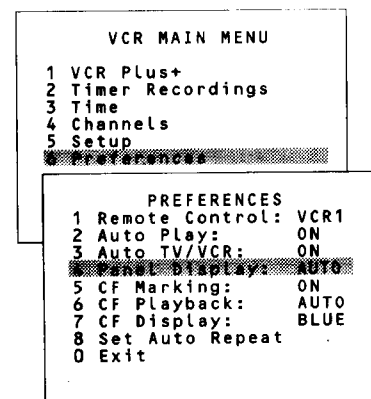 VCR MAIN MENU
1 VCR Plus+
2 Timer Recordings
3 Time
4 Channels
5 Setup
6 Preferences
PREFERENCES
1 Remote Control: VCR1
2 Auto Play: ON
3 Auto TV/VCR: ON
4 Panel Display: AUTO
5 CF Marking: ON
6 CF Playback: AUTO
7 CF Display: BLUE
8 Set Auto Repeat
0 Exit